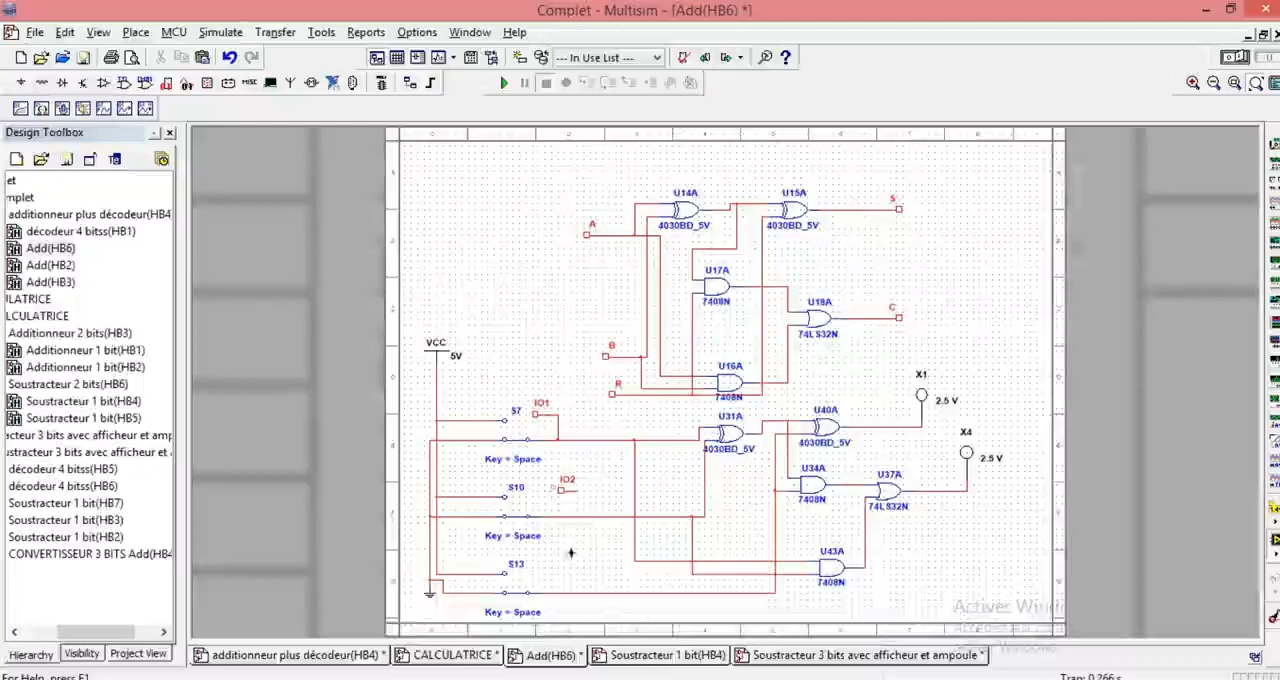 Complet - Multisim - [Add(HB6) *]
File Edit View Place MCU Simulate Transfer Tools Reports Options Window Help
--- In Use List ---
Design Toolbox
et
mplet
additionneur plus décodeur(HB4
décodeur 4 bitss(HB1)
Add(HB6)
Add(HB2)
Add(HB3)
LATRICE
LCULATRICE
Additionneur 2 bits(HB3)
Additionneur 1 bit(HB1)
Additionneur 1 bit(HB2)
Soustracteur 2 bits(HB6)
Soustracteur 1 bit(HB4)
Soustracteur 1 bit(HB5)
acteur 3 bits avec afficheur et amp
ustracteur 3 bits avec afficheur et
décodeur 4 bitss(HB5)
décodeur 4 bitss(HB6)
Soustracteur 1 bit(HB7)
Soustracteur 1 bit(HB3)
Soustracteur 1 bit(HB2)
CONVERTISSEUR 3 BITS Add(HB4
Hierarchy Visibility Project View
U14A
4030BD_5V
U15A
4030BD_5V
S
A
U17A
7408N
U18A
74LS32N
C
B
R
U16A
7408N
VCC
5V
S7
IO1
Key = Space
S10
IO2
Key = Space
S13
Key = Space
U31A
4030BD_5V
U40A
4030BD_5V
X1
2.5 V
X4
2.5 V
U34A
7408N
U37A
74LS32N
U43A
7408N
Activer Windo
additionneur plus décodeur(HB4) * CALCULATRICE * Add(HB6) * Soustracteur 1 bit(HB4) Soustracteur 3 bits avec afficheur et ampoule *
For Help, press F1
Tran: 0.266 s